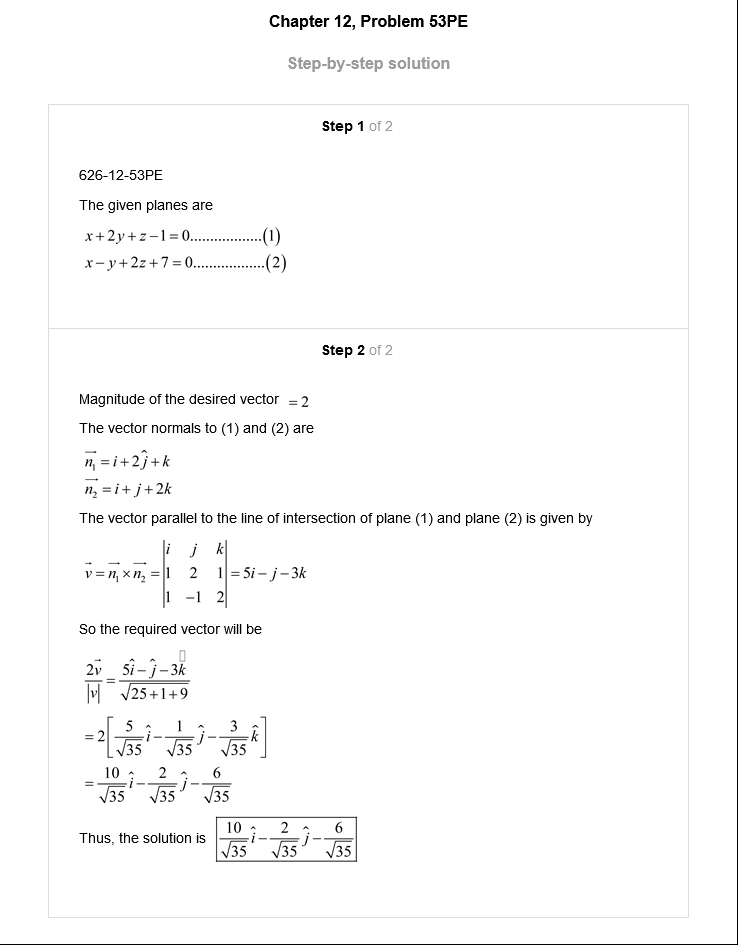 Chapter 12, Problem 53PE
Step-by-step solution
Step 1 of 2
626-12-53PE
The given planes are
x + 2y + z − 1 = 0..................(1)
x − y + 2z + 7 = 0..................(2)
Step 2 of 2
Magnitude of the desired vector = 2
The vector normals to (1) and (2) are
\vec{n_1} = i + 2\hat{j} + k
\vec{n_2} = i + j + 2k
The vector parallel to the line of intersection of plane (1) and plane (2) is given by
\vec{v} = \vec{n_1} × \vec{n_2} = \begin{vmatrix} i & j & k \\ 1 & 2 & 1 \\ 1 & -1 & 2 \end{vmatrix} = 5i − j − 3k
So the required vector will be
\frac{2\vec{v}}{|v|} = \frac{5\hat{i} − \hat{j} − 3k}{\sqrt{25+1+9}}
= 2\left[\frac{5}{\sqrt{35}}\hat{i} − \frac{1}{\sqrt{35}}\hat{j} − \frac{3}{\sqrt{35}}\hat{k}\right]
= \frac{10}{\sqrt{35}}\hat{i} − \frac{2}{\sqrt{35}}\hat{j} − \frac{6}{\sqrt{35}}
Thus, the solution is \frac{10}{\sqrt{35}}\hat{i} − \frac{2}{\sqrt{35}}\hat{j} − \frac{6}{\sqrt{35}}